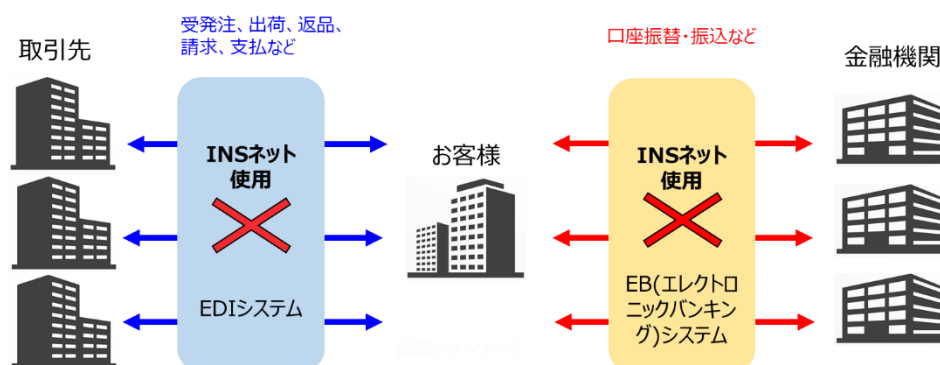 受発注、出荷、返品、
請求、支払など
口座振替・振込など
取引先
金融機関
INSネット
使用
お客様
INSネット
使用
EDIシステム
EB(エレクトロ
ニックバンキン
グ)システム